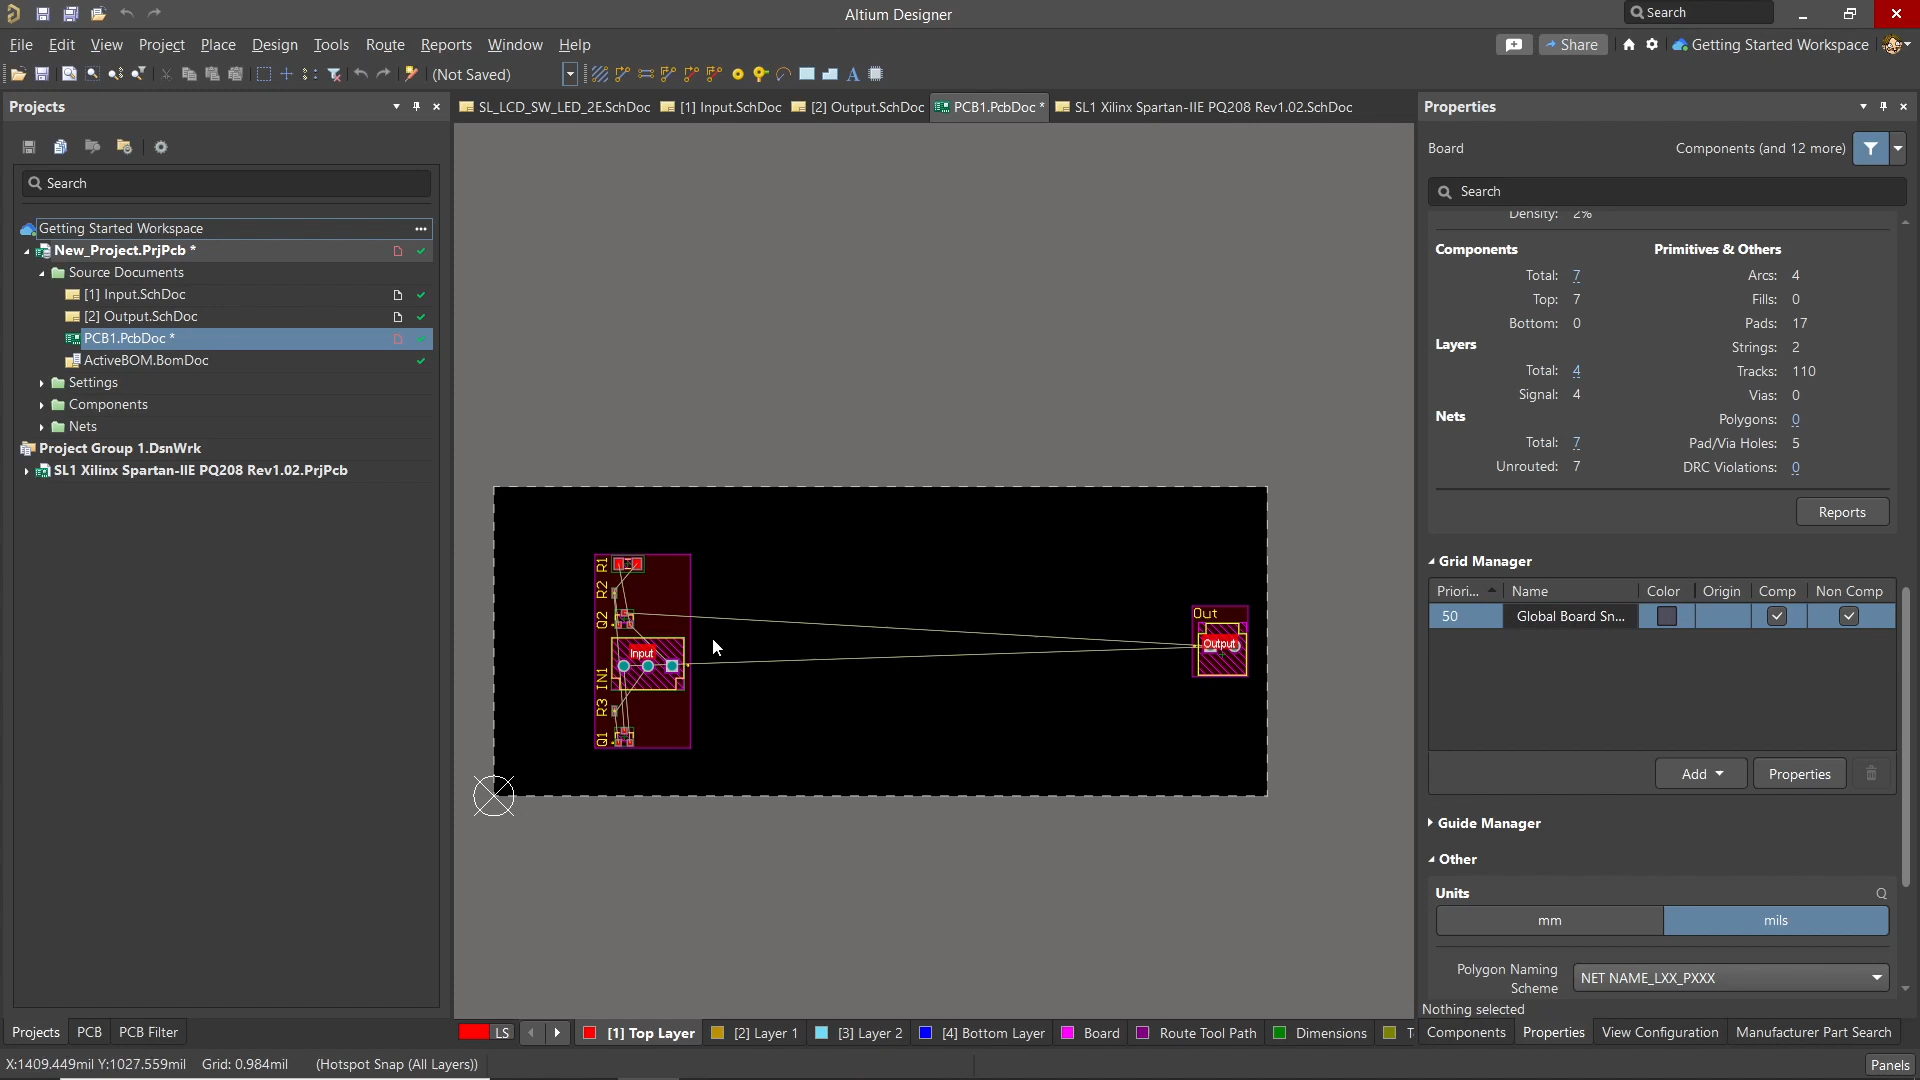 Altium Designer
Search
File Edit View Project Place Design Tools Route Reports Window Help
Share
Getting Started Workspace
(Not Saved)
Projects
SL_LCD_SW_LED_2E.SchDoc
[1] Input.SchDoc
[2] Output.SchDoc
PCB1.PcbDoc *
SL1 Xilinx Spartan-IIE PQ208 Rev1.02.SchDoc
Properties
Search
Getting Started Workspace
New_Project.PrjPcb *
Source Documents
[1] Input.SchDoc
[2] Output.SchDoc
PCB1.PcbDoc *
ActiveBOM.BomDoc
Settings
Components
Nets
Project Group 1.DsnWrk
SL1 Xilinx Spartan-IIE PQ208 Rev1.02.PrjPcb
R1
R2
Q2
Input
IN1
R3
Q1
Out
Output
Board
Components (and 12 more)
Search
Density: 2%
Components
Total: 7
Top: 7
Bottom: 0
Layers
Total: 4
Signal: 4
Nets
Total: 7
Unrouted: 7
Primitives & Others
Arcs: 4
Fills: 0
Pads: 17
Strings: 2
Tracks: 110
Vias: 0
Polygons: 0
Pad/Via Holes: 5
DRC Violations: 0
Reports
Grid Manager
Priori... Name Color Origin Comp Non Comp
50 Global Board Sn...
Add Properties
Guide Manager
Other
Units
mm mils
Polygon Naming
Scheme
NET NAME_LXX_PXXX
Nothing selected
Projects PCB PCB Filter
LS [1] Top Layer [2] Layer 1 [3] Layer 2 [4] Bottom Layer Board Route Tool Path Dimensions T
Components Properties View Configuration Manufacturer Part Search
X:1409.449mil Y:1027.559mil Grid: 0.984mil (Hotspot Snap (All Layers))
Panels